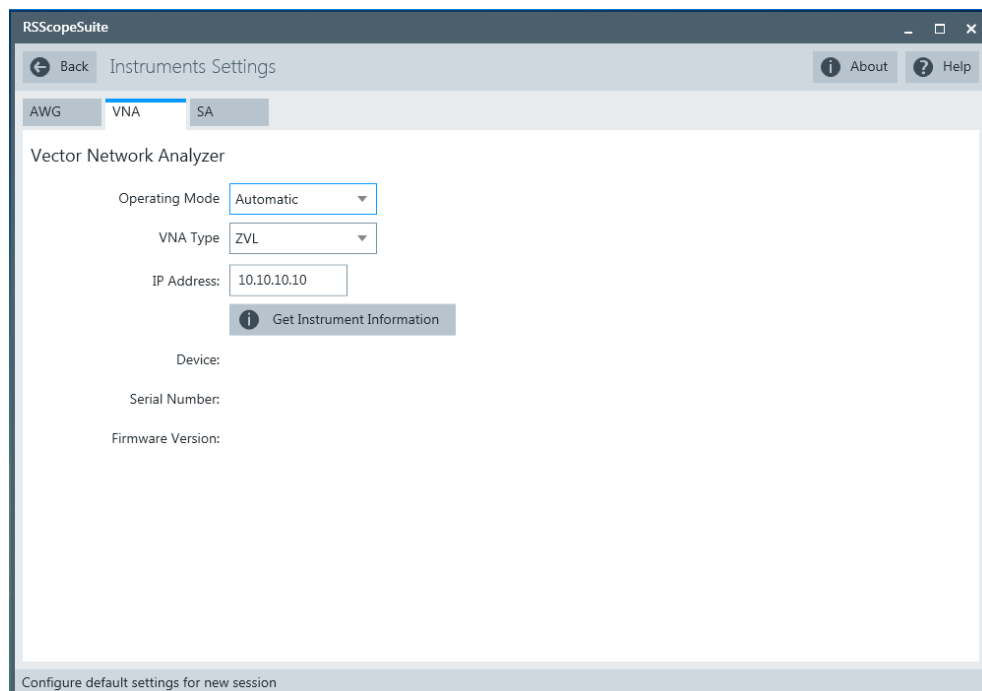 RSScopeSuite
Back Instruments Settings About Help
AWG VNA SA
Vector Network Analyzer
Operating Mode Automatic
VNA Type ZVL
IP Address: 10.10.10.10
Get Instrument Information
Device:
Serial Number:
Firmware Version:
Configure default settings for new session